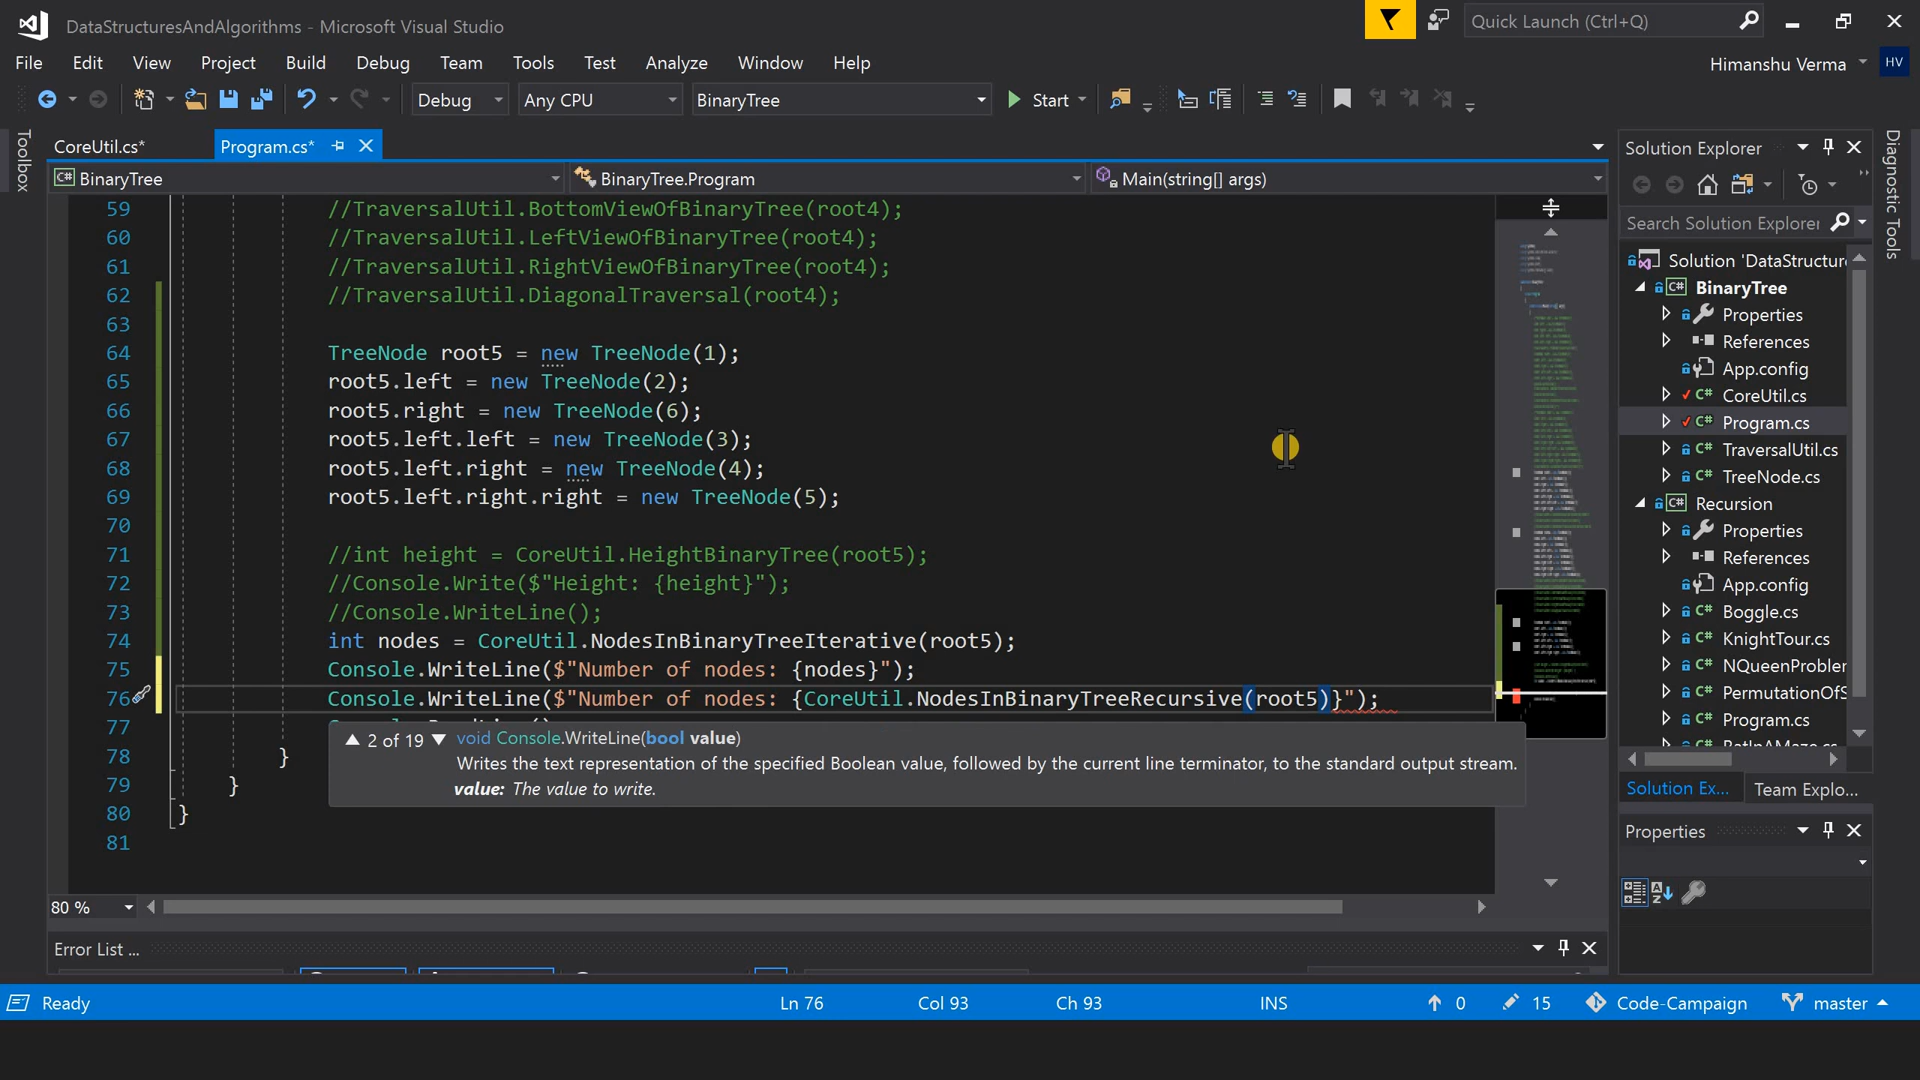 DataStructuresAndAlgorithms - Microsoft Visual Studio
Quick Launch (Ctrl+Q)
File Edit View Project Build Debug Team Tools Test Analyze Window Help
Himanshu Verma HV
Debug Any CPU BinaryTree Start
Toolbox
CoreUtil.cs* Program.cs*
BinaryTree BinaryTree.Program Main(string[] args)
59 //TraversalUtil.BottomViewOfBinaryTree(root4);
60 //TraversalUtil.LeftViewOfBinaryTree(root4);
61 //TraversalUtil.RightViewOfBinaryTree(root4);
62 //TraversalUtil.DiagonalTraversal(root4);
63
64 TreeNode root5 = new TreeNode(1);
65 root5.left = new TreeNode(2);
66 root5.right = new TreeNode(6);
67 root5.left.left = new TreeNode(3);
68 root5.left.right = new TreeNode(4);
69 root5.left.right.right = new TreeNode(5);
70
71 //int height = CoreUtil.HeightBinaryTree(root5);
72 //Console.Write($"Height: {height}");
73 //Console.WriteLine();
74 int nodes = CoreUtil.NodesInBinaryTreeIterative(root5);
75 Console.WriteLine($"Number of nodes: {nodes}");
76 Console.WriteLine($"Number of nodes: {CoreUtil.NodesInBinaryTreeRecursive(root5)}");
77
2 of 19 void Console.WriteLine(bool value)
Writes the text representation of the specified Boolean value, followed by the current line terminator, to the standard output stream.
value: The value to write.
78 }
79 }
80 }
81
80 %
Error List ...
Solution Explorer
Search Solution Explorer
Solution 'DataStructur
BinaryTree
Properties
References
App.config
CoreUtil.cs
Program.cs
TraversalUtil.cs
TreeNode.cs
Recursion
Properties
References
App.config
Boggle.cs
KnightTour.cs
NQueenProbler
PermutationOfS
Program.cs
Solution Ex... Team Explo...
Properties
Diagnostic Tools
Ready Ln 76 Col 93 Ch 93 INS 0 15 Code-Campaign master